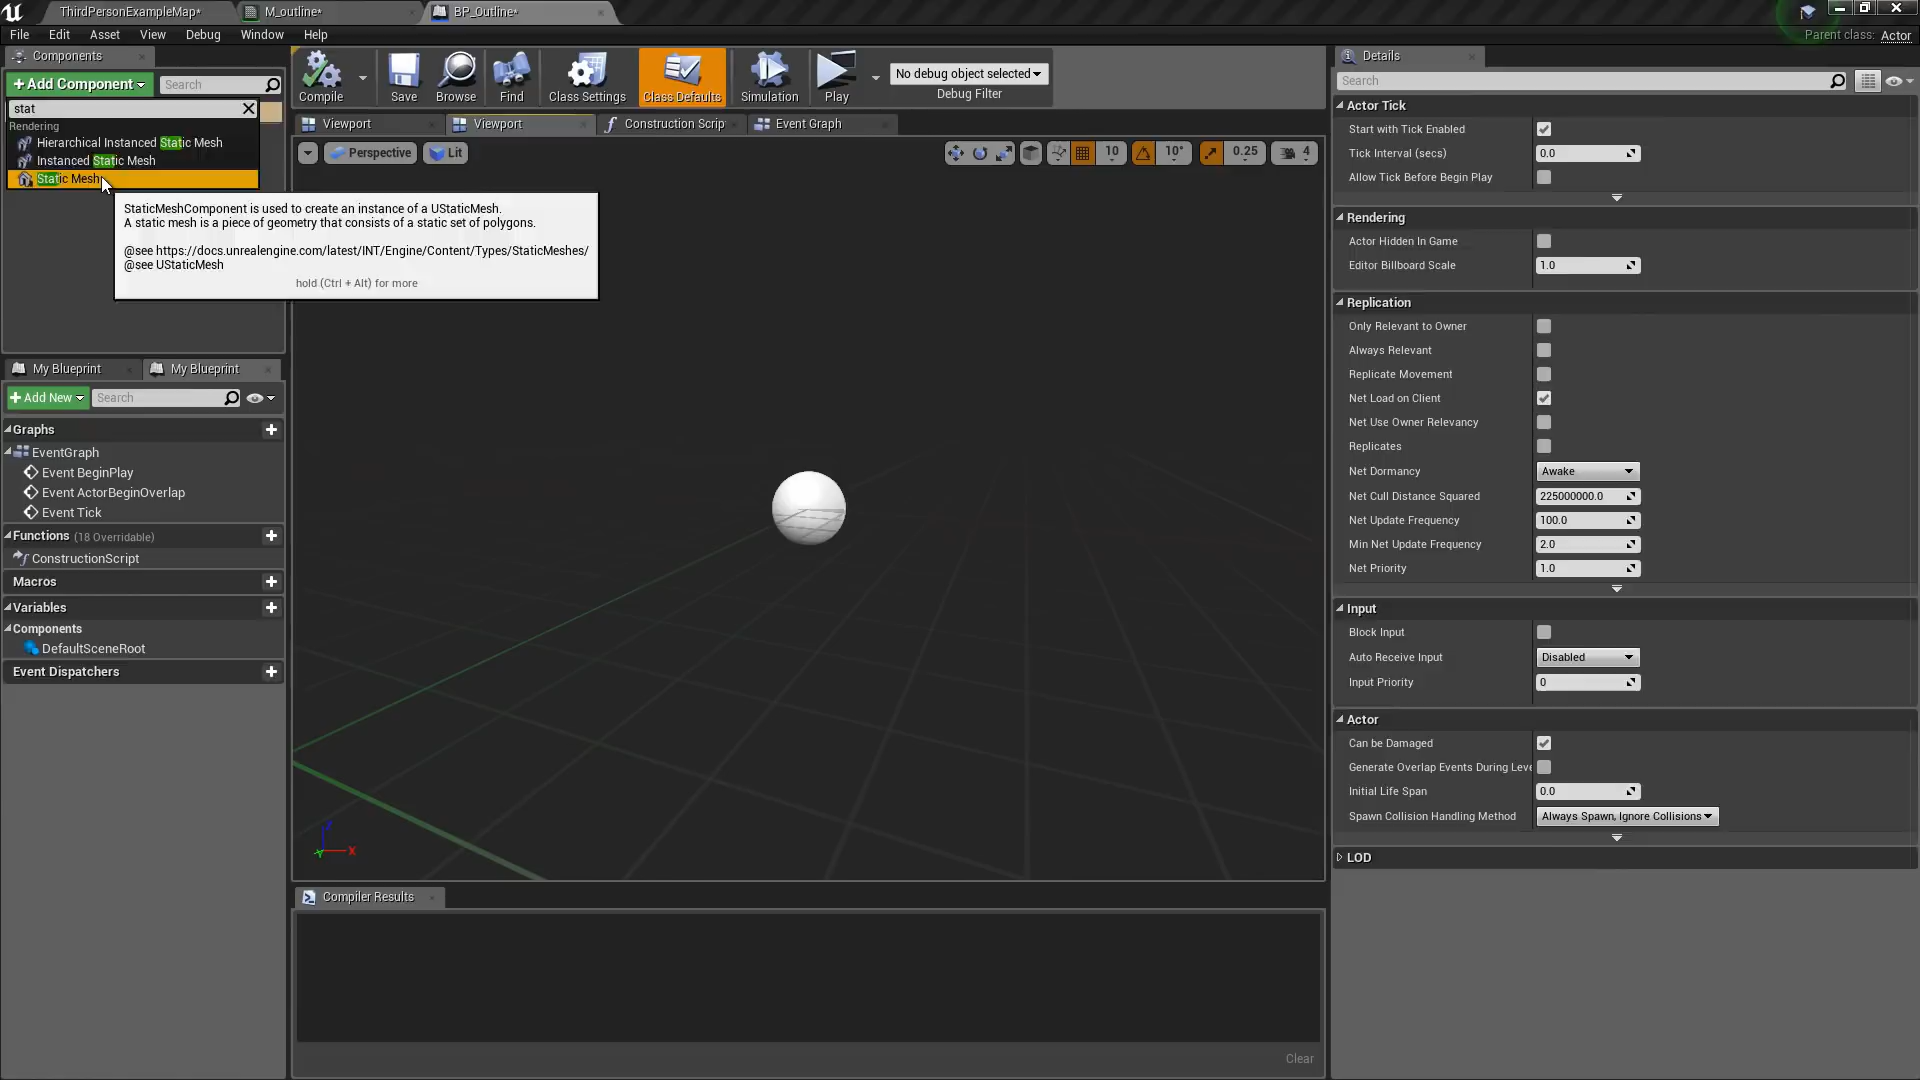 ThirdPersonExampleMap*
M_outline*
BP_Outline*
File Edit Asset View Debug Window Help
Parent class: Actor
Components
+Add Component
Search
stat
Rendering
Hierarchical Instanced Static Mesh
Instanced Static Mesh
Static Mesh
StaticMeshComponent is used to create an instance of a UStaticMesh.
A static mesh is a piece of geometry that consists of a static set of polygons.
@see https://docs.unrealengine.com/latest/INT/Engine/Content/Types/StaticMeshes/
@see UStaticMesh
hold (Ctrl + Alt) for more
Compile
Save
Browse
Find
Class Settings
Class Defaults
Simulation
Play
No debug object selected
Debug Filter
Viewport
Viewport
Construction Scrip
Event Graph
Perspective
Lit
10
10°
0.25
4
My Blueprint
My Blueprint
+Add New
Search
Graphs
EventGraph
Event BeginPlay
Event ActorBeginOverlap
Event Tick
Functions (18 Overridable)
ConstructionScript
Macros
Variables
Components
DefaultSceneRoot
Event Dispatchers
Z
Y
X
Compiler Results
Clear
Details
Search
Actor Tick
Start with Tick Enabled
Tick Interval (secs) 0.0
Allow Tick Before Begin Play
Rendering
Actor Hidden In Game
Editor Billboard Scale 1.0
Replication
Only Relevant to Owner
Always Relevant
Replicate Movement
Net Load on Client
Net Use Owner Relevancy
Replicates
Net Dormancy Awake
Net Cull Distance Squared 225000000.0
Net Update Frequency 100.0
Min Net Update Frequency 2.0
Net Priority 1.0
Input
Block Input
Auto Receive Input Disabled
Input Priority 0
Actor
Can be Damaged
Generate Overlap Events During Leve
Initial Life Span 0.0
Spawn Collision Handling Method Always Spawn, Ignore Collisions
LOD